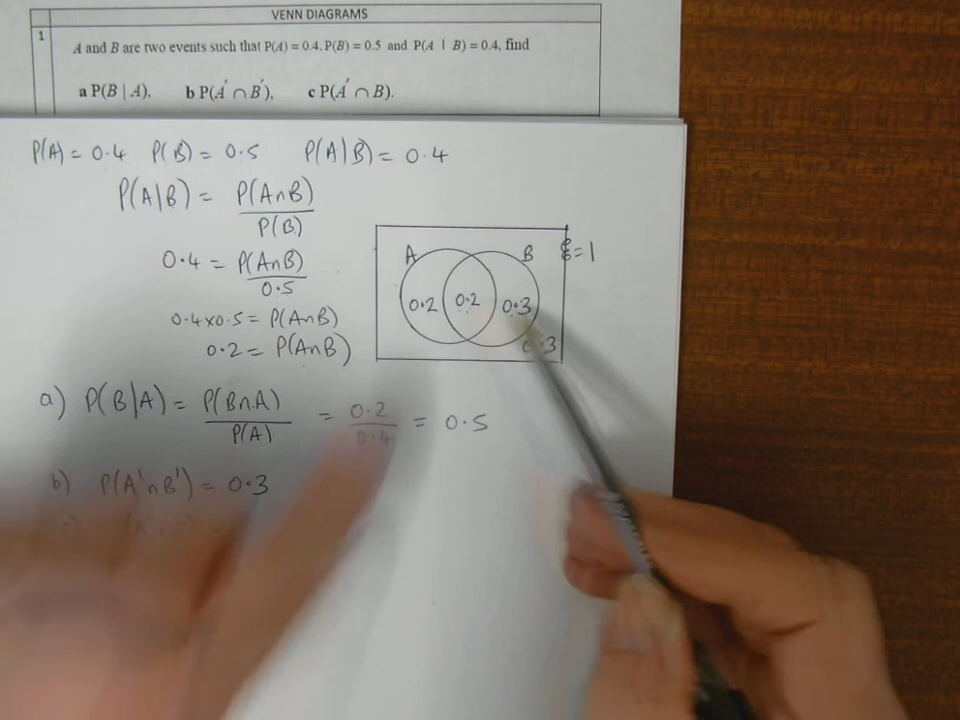 VENN DIAGRAMS
1
A and B are two events such that P(A) = 0.4, P(B) = 0.5 and P(A | B) = 0.4, find
a P(B | A), b P(A′ ∩ B′), c P(A′ ∩ B).
P(A) = 0.4 P(B) = 0.5 P(A|B) = 0.4
P(A|B) = P(A∩B)
P(B)
0.4 = P(A∩B)
0.5
0.4×0.5 = P(A∩B)
0.2 = P(A∩B)
A B ξ = 1
0.2 0.2 0.3
0.3
a) P(B|A) = P(B∩A) = 0.2 = 0.5
P(A) 0.4
b) P(A'∩B') = 0.3